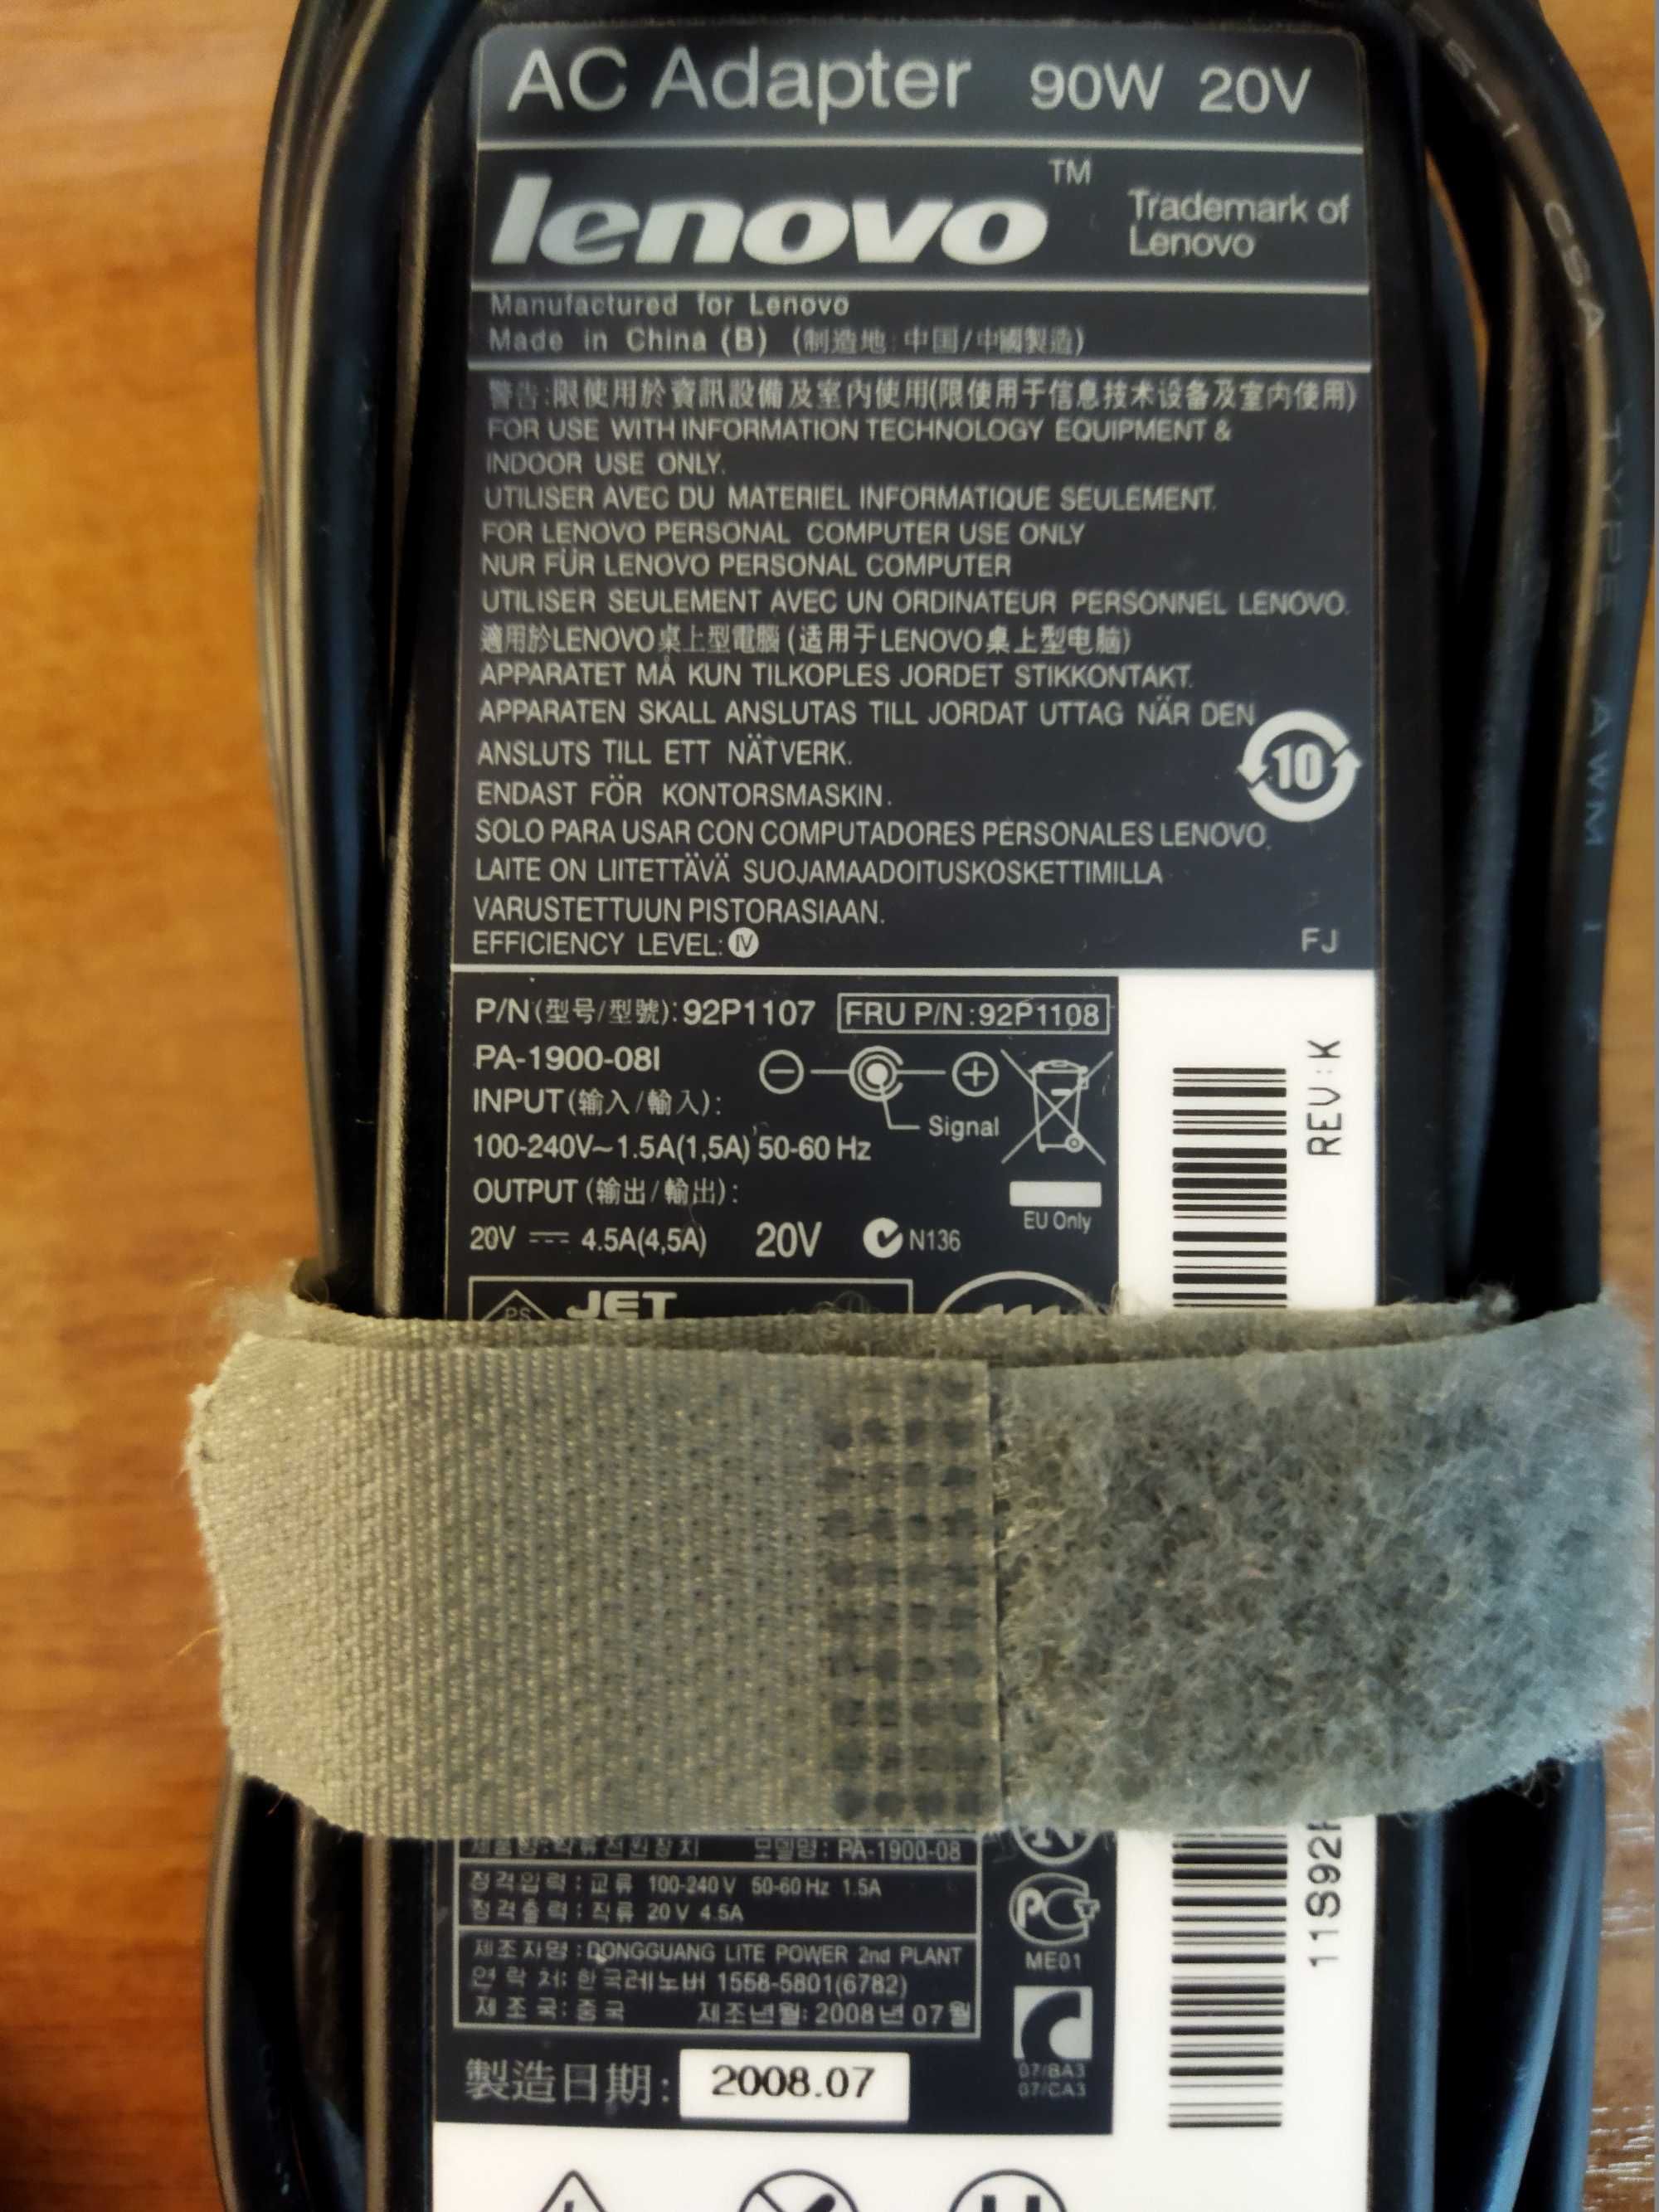 AC Adapter 90W 20V
lenovo™ Trademark of
Lenovo
Manufactured for Lenovo
Made in China (B) (制造地:中国/中國製造)
警告:限使用於資訊設備及室內使用(限使用于信息技术设备及室内使用)
FOR USE WITH INFORMATION TECHNOLOGY EQUIPMENT &
INDOOR USE ONLY.
UTILISER AVEC DU MATERIEL INFORMATIQUE SEULEMENT.
FOR LENOVO PERSONAL COMPUTER USE ONLY
NUR FÜR LENOVO PERSONAL COMPUTER
UTILISER SEULEMENT AVEC UN ORDINATEUR PERSONNEL LENOVO.
適用於LENOVO桌上型電腦 (适用于LENOVO桌上型电脑)
APPARATET MÅ KUN TILKOPLES JORDET STIKKONTAKT.
APPARATEN SKALL ANSLUTAS TILL JORDAT UTTAG NÄR DEN
ANSLUTS TILL ETT NÄTVERK.
10
ENDAST FÖR KONTORSMASKIN.
SOLO PARA USAR CON COMPUTADORES PERSONALES LENOVO.
LAITE ON LIITETTÄVÄ SUOJAMAADOITUSKOSKETTIMILLA
VARUSTETTUUN PISTORASIAAN.
EFFICIENCY LEVEL: IV FJ
P/N(型号/型號): 92P1107 FRU P/N:92P1108
PA-1900-08I
INPUT (输入/輸入):
Signal
100-240V~1.5A(1,5A) 50-60 Hz
OUTPUT (输出/輸出):
EU Only
20V ⎓ 4.5A(4,5A) 20V N136
REV:K
PS JET
모델명: PA-1900-08
정격입력: 교류 100-240V 50-60Hz 1.5A
정격출력: 직류 20V 4.5A
제조자명: DONGGUANG LITE POWER 2nd PLANT
연락처: 한국레노버 1558-5801(6782)
제조국: 중국 제조년월: 2008년 07월
ME01
07/BA3
07/CA3
11S92P
製造日期: 2008.07
CSA TYPE AWM I